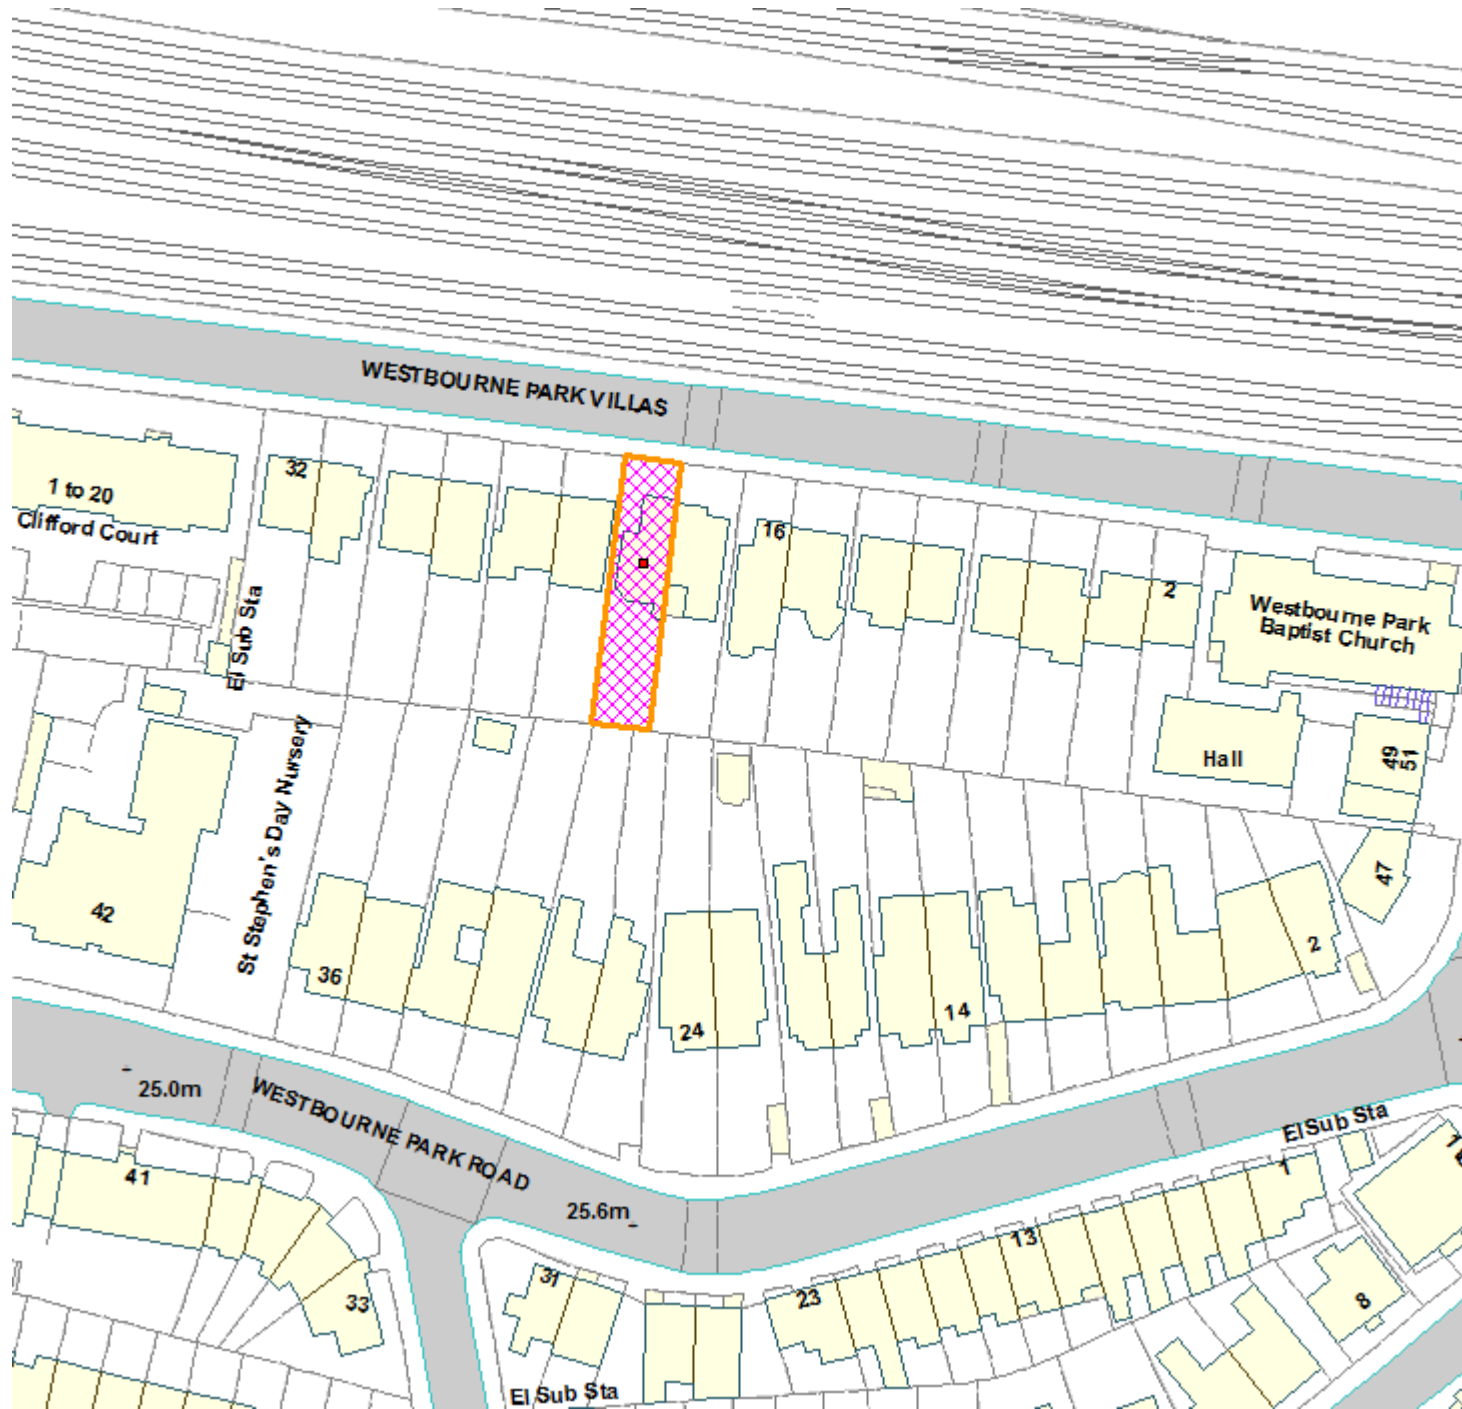 WESTBOURNE PARK VILLAS
32
1 to 20
Clifford Court
16
2
Westbourne Park
Baptist Church
El Sub Sta
St Stephen's Day Nursery
Hall
49
51
47
42
36
24
14
2
25.0m
WESTBOURNE PARK ROAD
25.6m
El Sub Sta
41
33
31
23
13
1
8
El Sub Sta